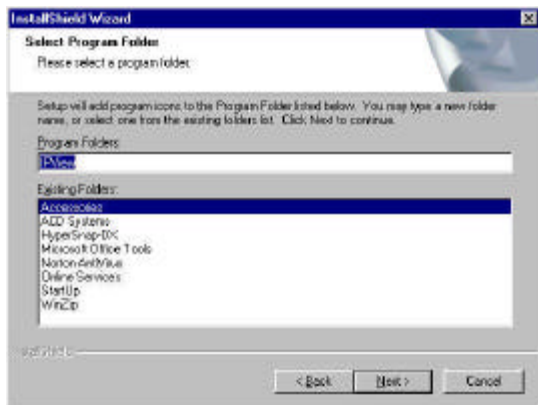 InstallShield Wizard
Select Program Folder
Please select a program folder.
Setup will add program icons to the Program Folder listed below. You may type a new folder
name, or select one from the existing folders list. Click Next to continue.
Program Folders:
IPView
Existing Folders:
Accessories
AED Systems
HyperSnap-DX
Microsoft Office Tools
Norton AntiVirus
Online Services
StartUp
WinZip
InstallShield
< Back
Next >
Cancel